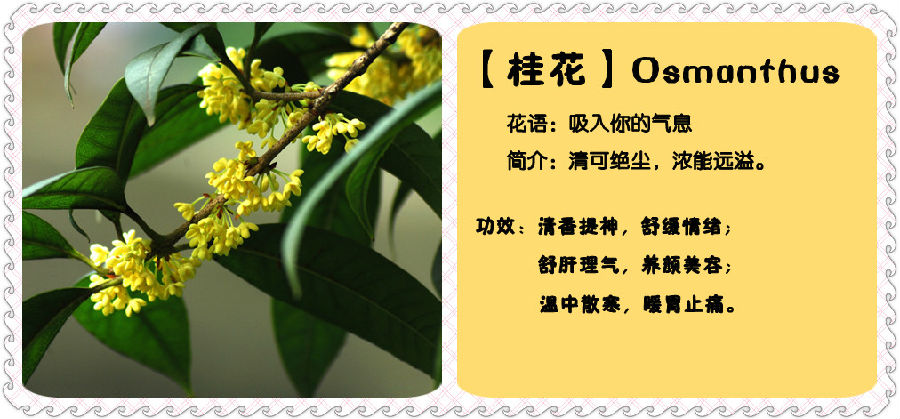 【桂花】Osmanthus
花语：吸入你的气息
简介：清可绝尘，浓能远溢。
功效：清香提神，舒缓情绪；
舒肝理气，养颜美容；
温中散寒，暖胃止痛。